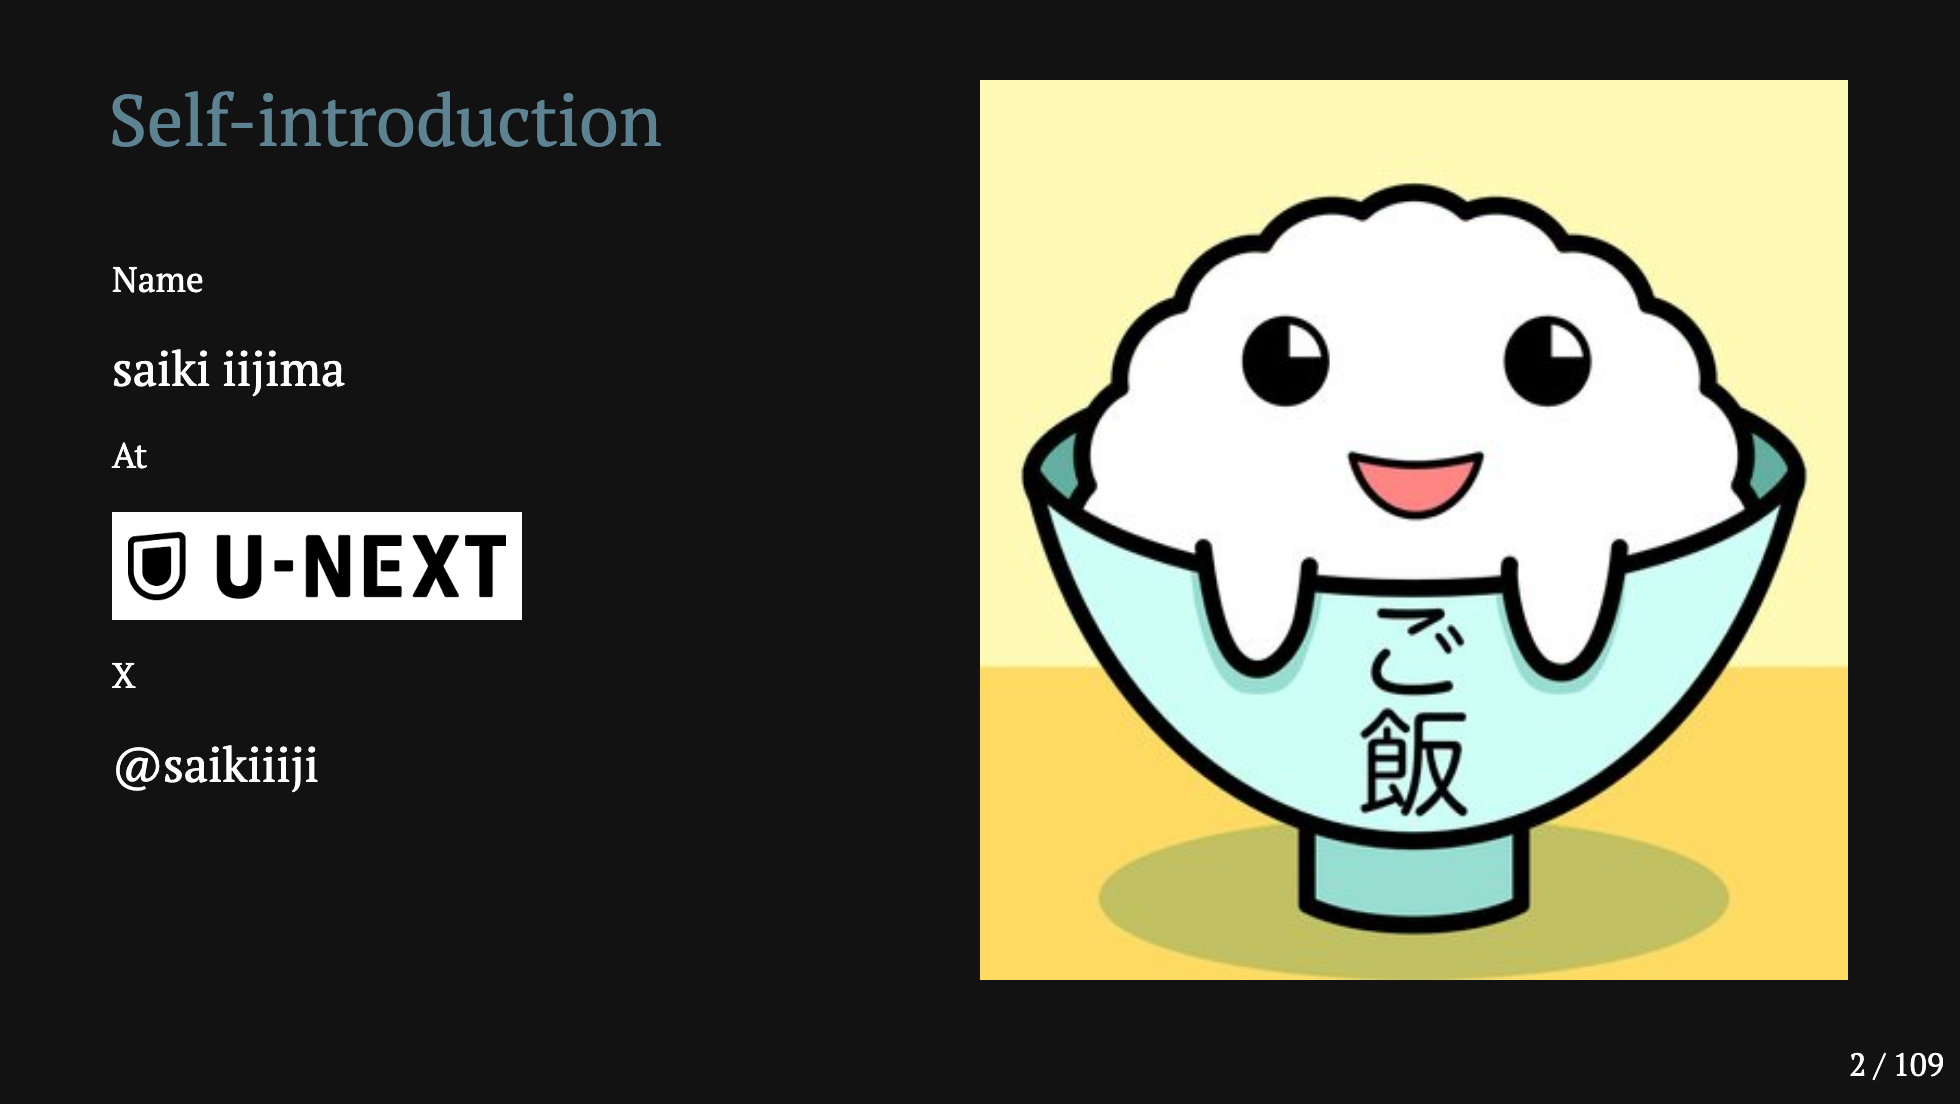 Self-introduction
Name
saiki iijima
At
U-NEXT
X
@saikiiiji
ご
飯
2 / 109